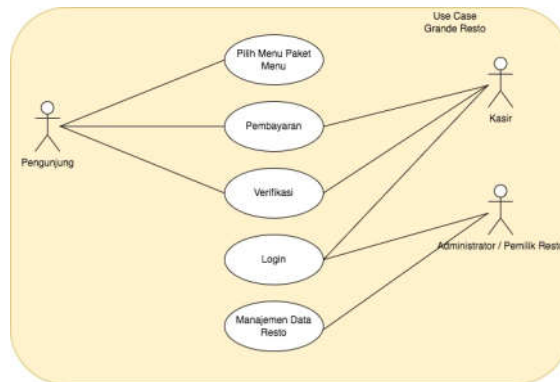 Use Case
Grande Resto
Pilih Menu Paket
Menu
Pembayaran
Kasir
Pengunjung
Verifikasi
Login
Administrator / Pemilik Resto
Manajemen Data
Resto